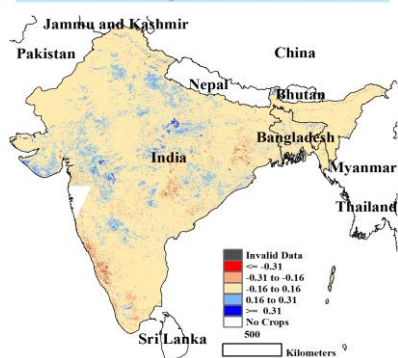 Jammu and Kashmir
Pakistan
China
Nepal
Bhutan
Bangladesh
India
Myanmar
Thailand
Invalid Data
<= -0.31
-0.31 to -0.16
-0.16 to 0.16
0.16 to 0.31
>= 0.31
No Crops
500
Sri Lanka
Kilometers